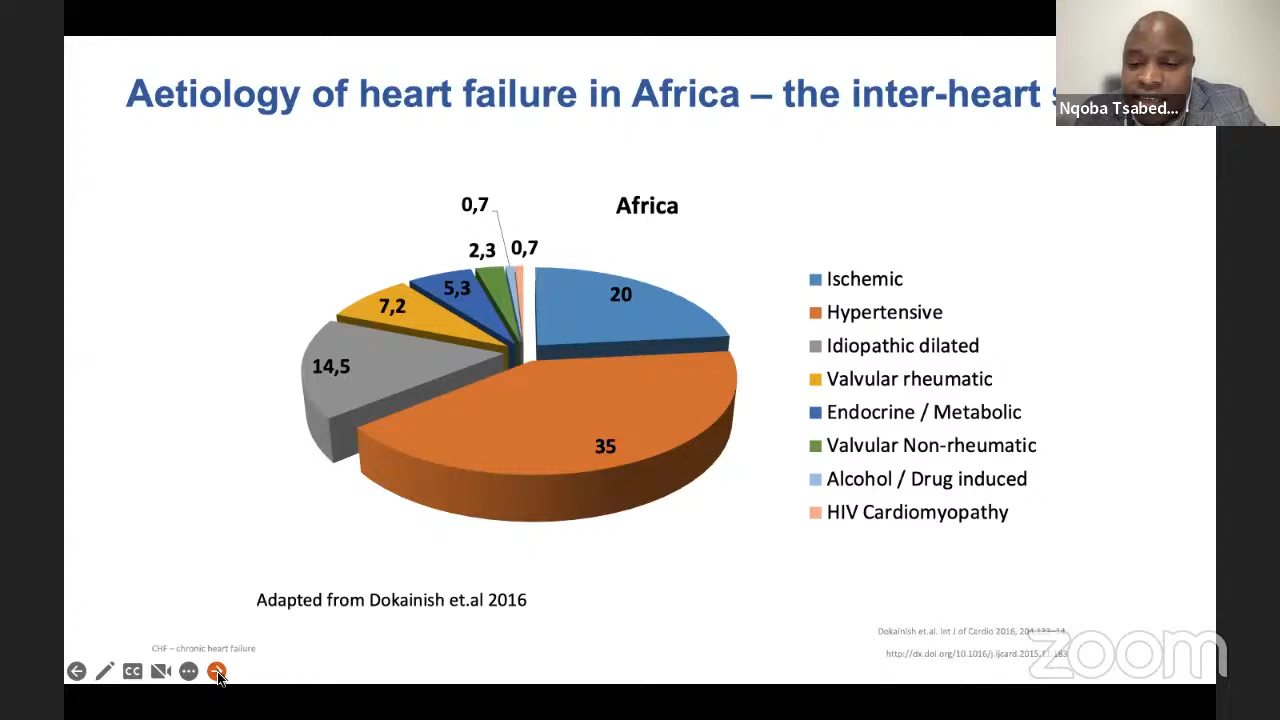 Aetiology of heart failure in Africa – the inter-heart
Nqoba Tsabed...
Africa
0,7
2,3
0,7
5,3
20
7,2
14,5
35
Ischemic
Hypertensive
Idiopathic dilated
Valvular rheumatic
Endocrine / Metabolic
Valvular Non-rheumatic
Alcohol / Drug induced
HIV Cardiomyopathy
Adapted from Dokainish et.al 2016
Dokainish et.al. Int J of Cerdio 2016, 204,133–14
CHF – chronic heart failure
http://dx.doi.org/10.1016/j.ijcard.2015.
CC
zoom